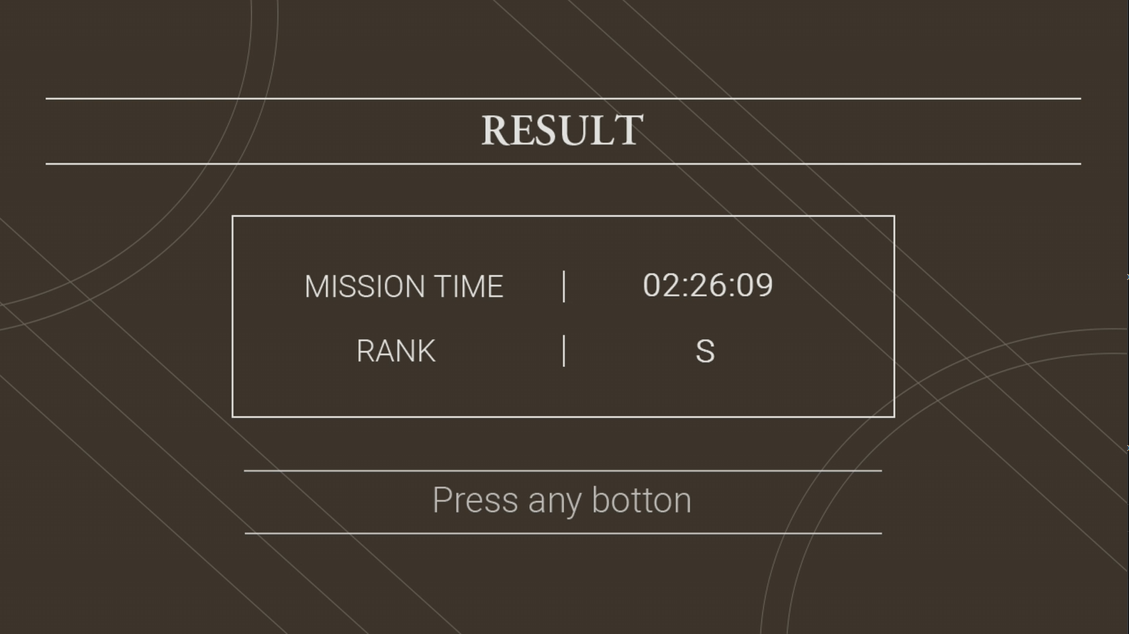 RESULT
MISSION TIME | 02:26:09
RANK | S
Press any botton